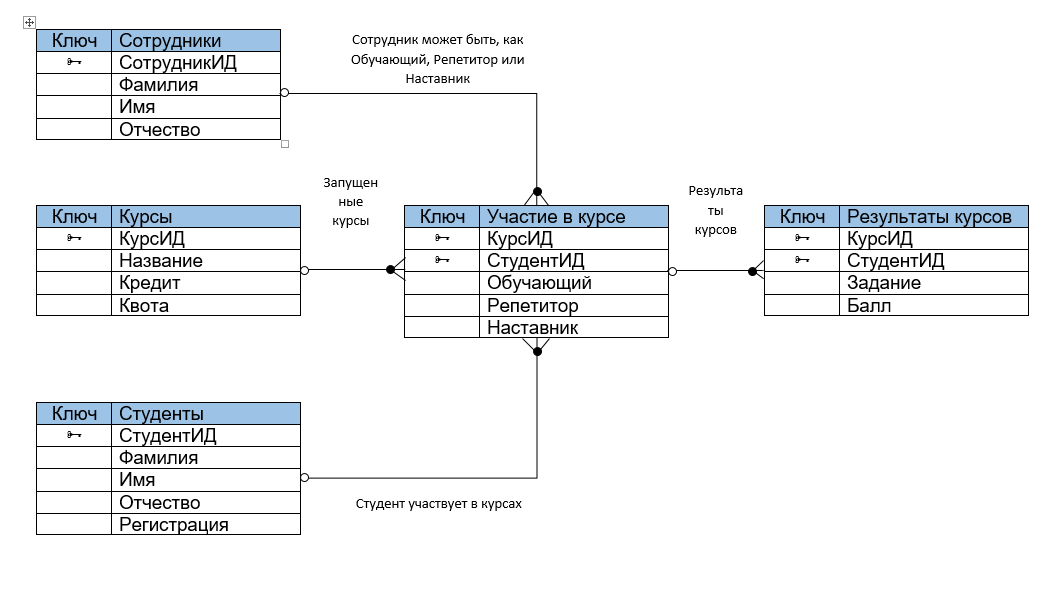 Ключ Сотрудники
СотрудникИД
Фамилия
Имя
Отчество
Сотрудник может быть, как
Обучающий, Репетитор или
Наставник
Запущен
ные
курсы
Результа
ты
курсов
Ключ Курсы
КурсИД
Название
Кредит
Квота
Ключ Участие в курсе
КурсИД
СтудентИД
Обучающий
Репетитор
Наставник
Ключ Результаты курсов
КурсИД
СтудентИД
Задание
Балл
Ключ Студенты
СтудентИД
Фамилия
Имя
Отчество
Регистрация
Студент участвует в курсах